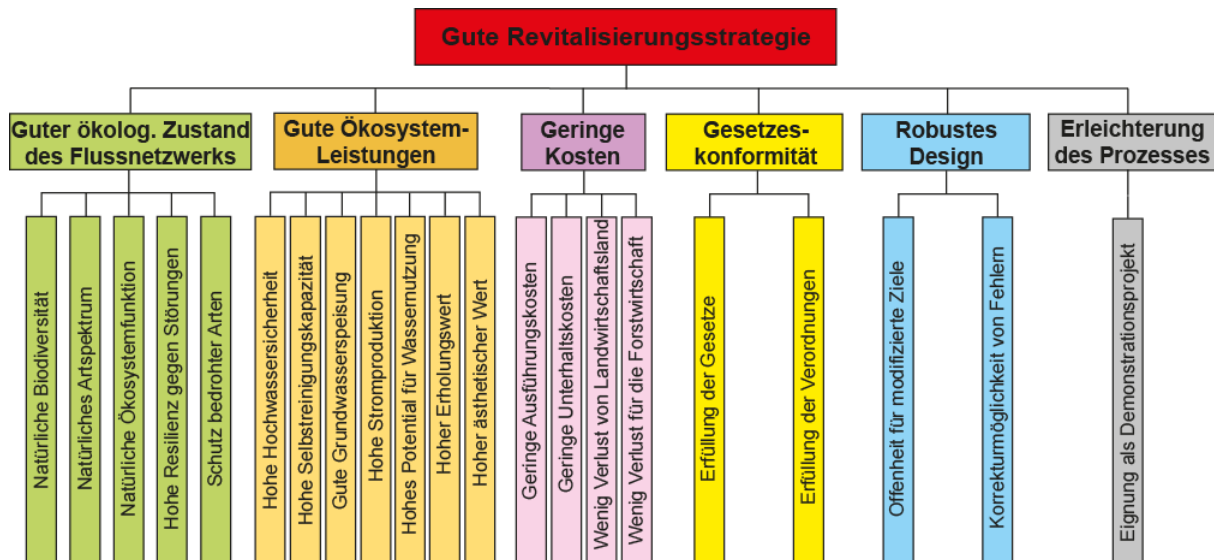 Gute Revitalisierungsstrategie
Guter ökolog. Zustand
des Flussnetzwerks
Gute Ökosystem-
Leistungen
Geringe
Kosten
Gesetzes-
konformität
Robustes
Design
Erleichterung
des Prozesses
Natürliche Biodiversität
Natürliches Artspektrum
Natürliche Ökosystemfunktion
Hohe Resilienz gegen Störungen
Schutz bedrohter Arten
Hohe Hochwassersicherheit
Hohe Selbstreinigungskapazität
Gute Grundwasserspeisung
Hohe Stromproduktion
Hohes Potential für Wassernutzung
Hoher Erholungswert
Hoher ästhetischer Wert
Geringe Ausführungskosten
Geringe Unterhaltskosten
Wenig Verlust von Landwirtschaftsland
Wenig Verlust für die Forstwirtschaft
Erfüllung der Gesetze
Erfüllung der Verordnungen
Offenheit für modifizierte Ziele
Korrekturmöglichkeit von Fehlern
Eignung als Demonstrationsprojekt